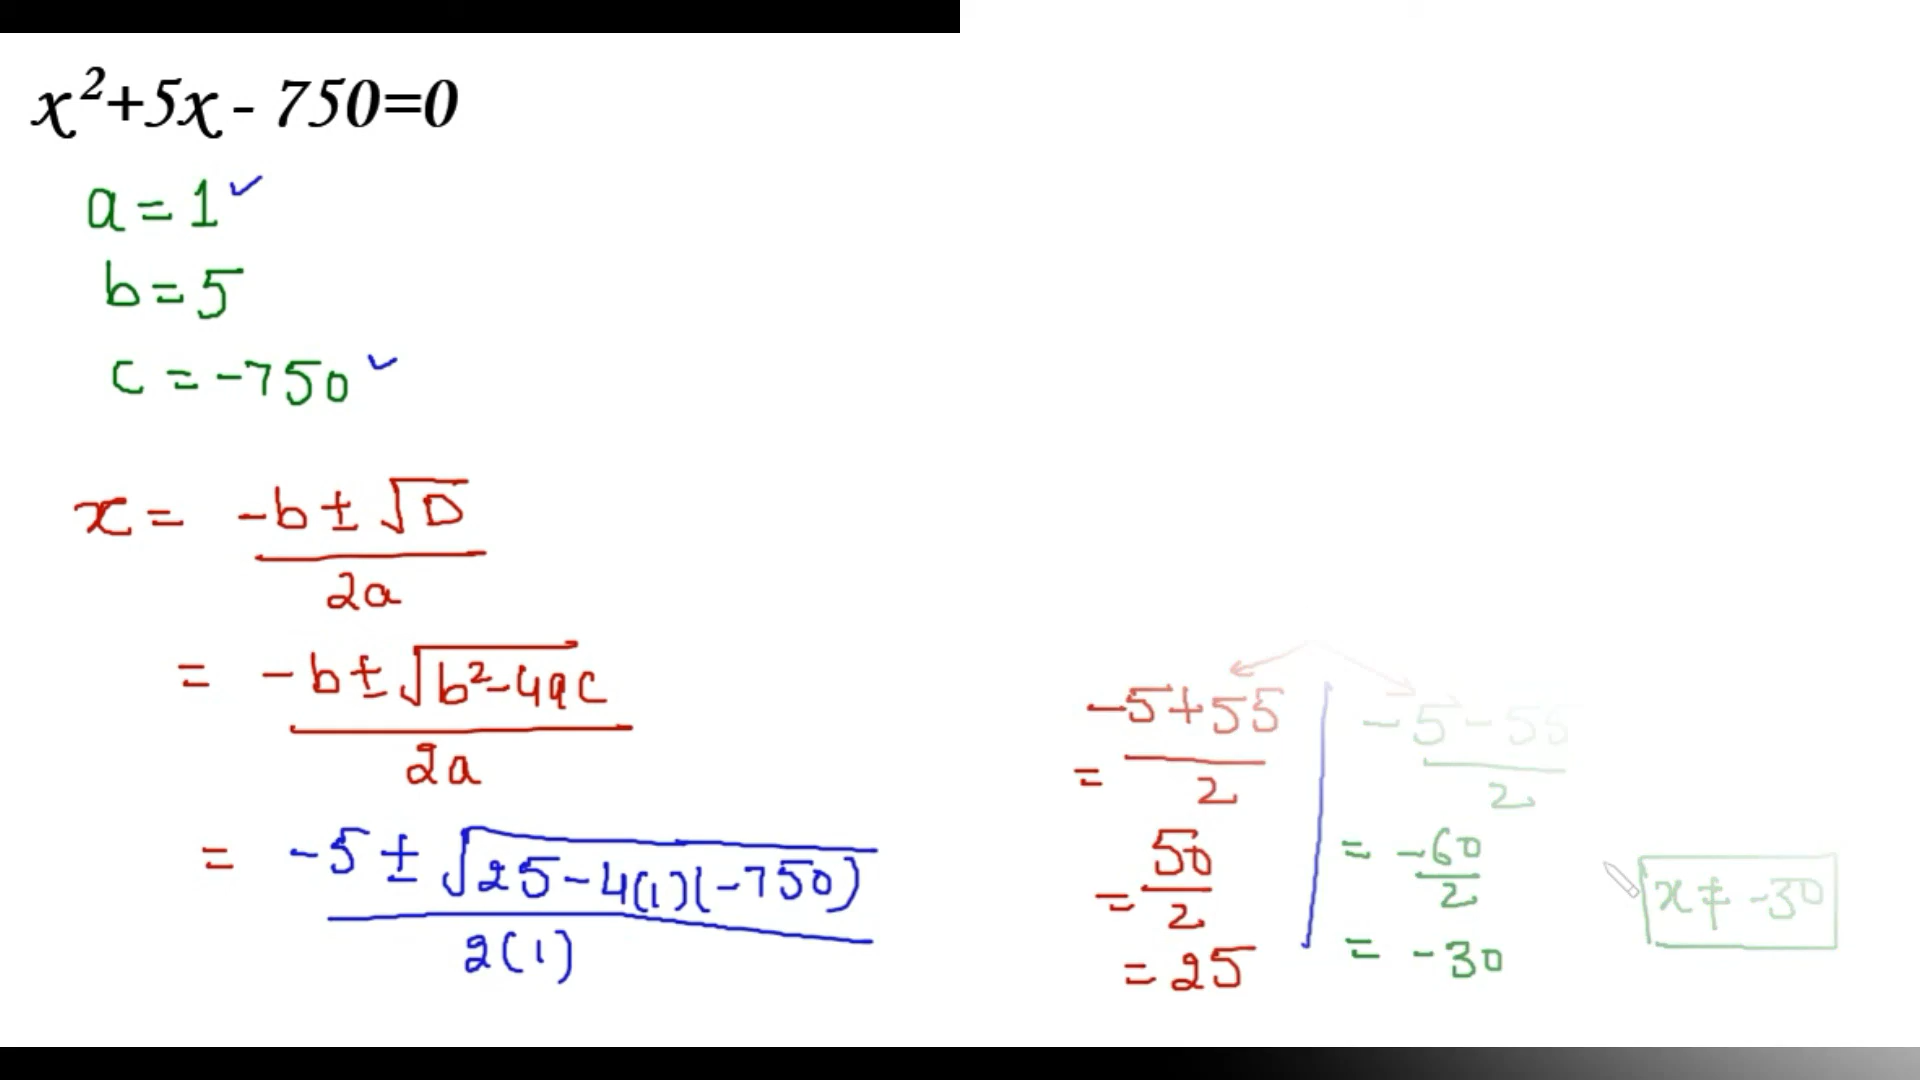 x²+5x - 750=0
a = 1 ✓
b = 5
c = -750 ✓
x = -b ± √D
2a
= -b ± √b²-4ac
2a
= -5 ± √25-4(1)(-750)
2(1)
-5+55
=
2
= 50
2
= 25
-5-55
2
= -60
2
= -30
x ≠ -30